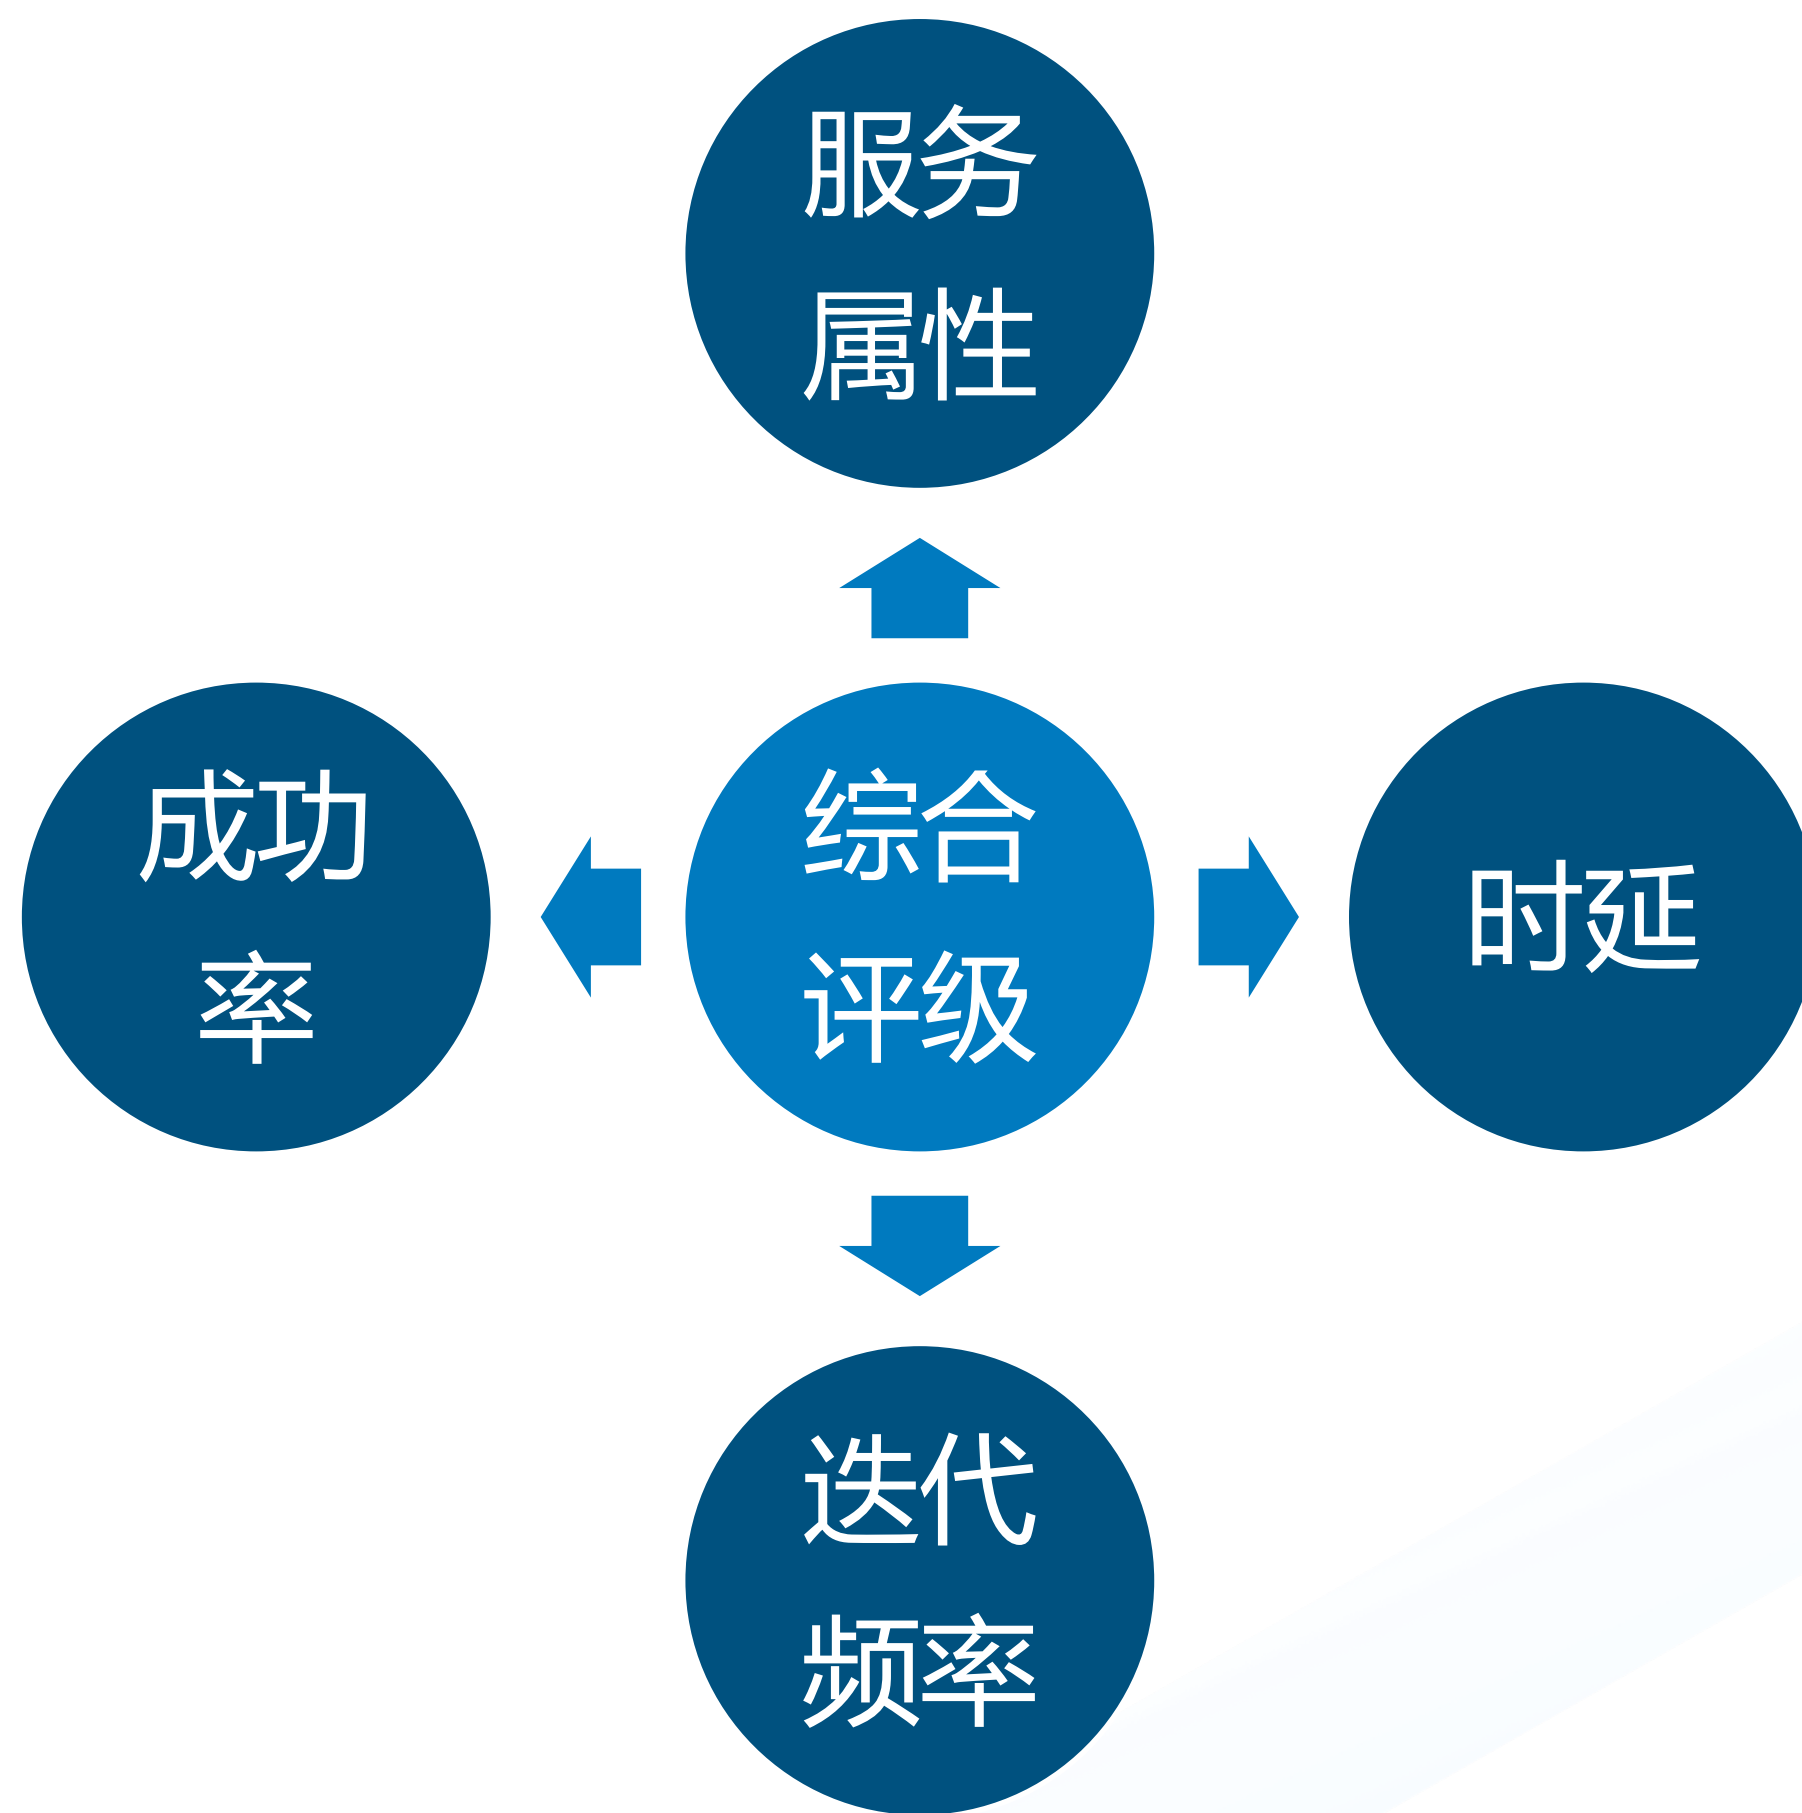 服务
属性
成功
率
综合
评级
时延
迭代
频率